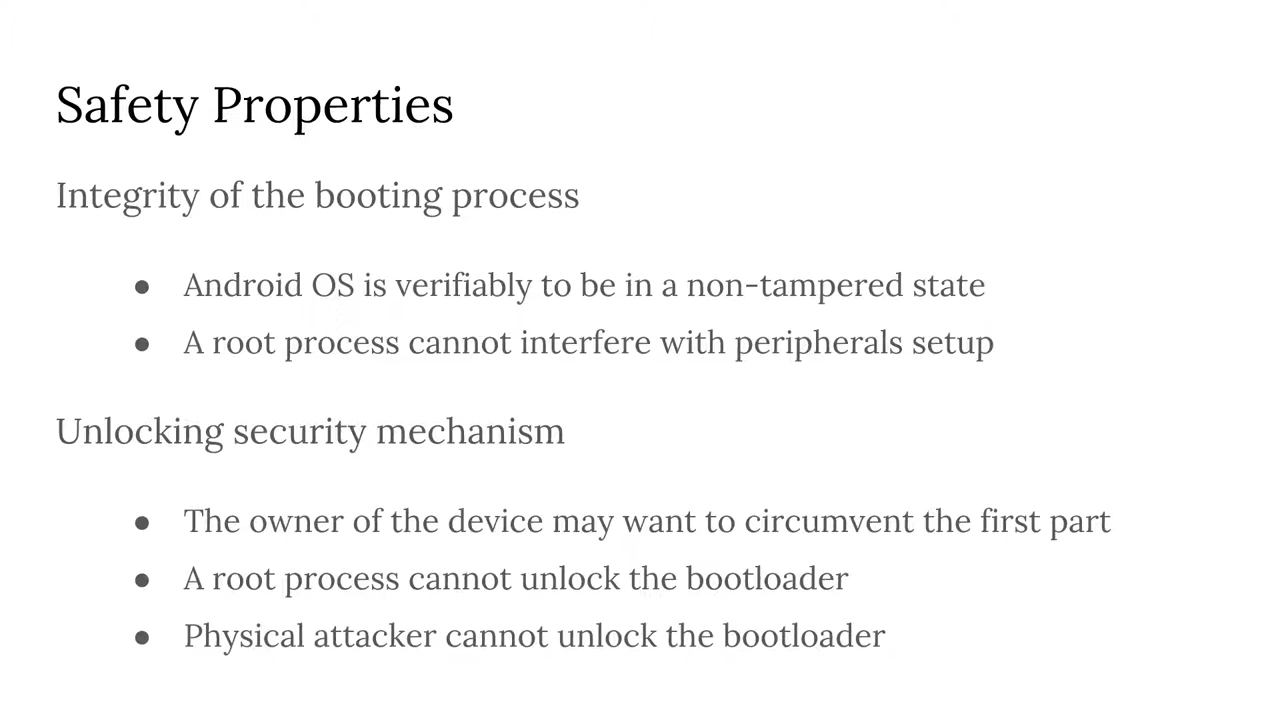 Safety Properties
Integrity of the booting process
● Android OS is verifiably to be in a non-tampered state
● A root process cannot interfere with peripherals setup
Unlocking security mechanism
● The owner of the device may want to circumvent the first part
● A root process cannot unlock the bootloader
● Physical attacker cannot unlock the bootloader